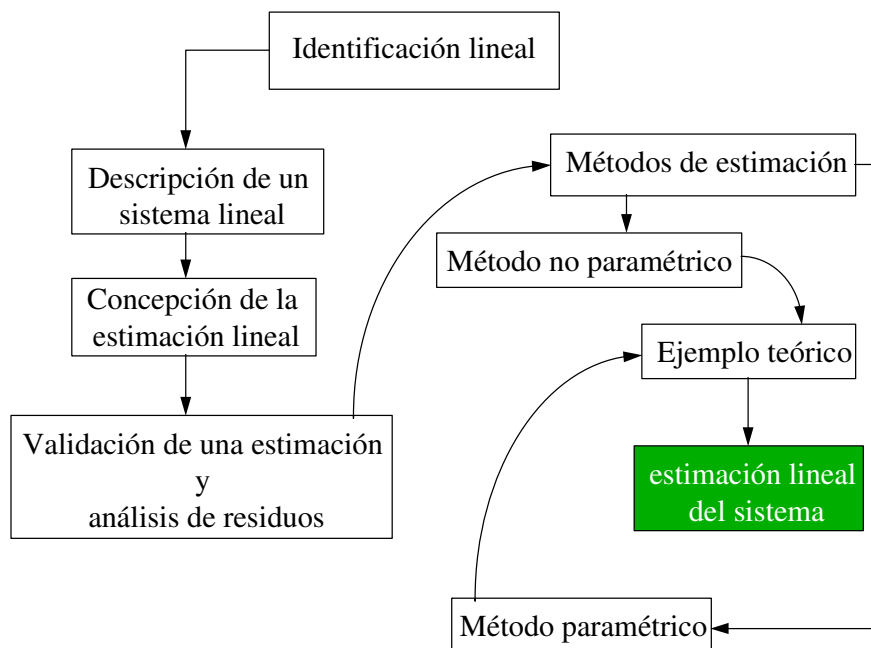 Identificación lineal
Descripción de un
sistema lineal
Concepción de la
estimación lineal
Validación de una estimación
y
análisis de residuos
Métodos de estimación
Método no paramétrico
Ejemplo teórico
estimación lineal
del sistema
Método paramétrico